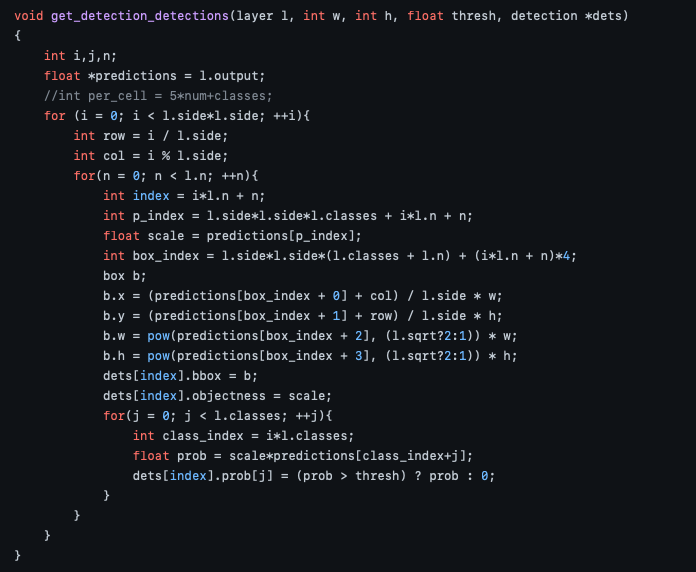 void get_detection_detections(layer l, int w, int h, float thresh, detection *dets)
{
    int i,j,n;
    float *predictions = l.output;
    //int per_cell = 5*num+classes;
    for (i = 0; i < l.side*l.side; ++i){
        int row = i / l.side;
        int col = i % l.side;
        for(n = 0; n < l.n; ++n){
            int index = i*l.n + n;
            int p_index = l.side*l.side*l.classes + i*l.n + n;
            float scale = predictions[p_index];
            int box_index = l.side*l.side*(l.classes + l.n) + (i*l.n + n)*4;
            box b;
            b.x = (predictions[box_index + 0] + col) / l.side * w;
            b.y = (predictions[box_index + 1] + row) / l.side * h;
            b.w = pow(predictions[box_index + 2], (l.sqrt?2:1)) * w;
            b.h = pow(predictions[box_index + 3], (l.sqrt?2:1)) * h;
            dets[index].bbox = b;
            dets[index].objectness = scale;
            for(j = 0; j < l.classes; ++j){
                int class_index = i*l.classes;
                float prob = scale*predictions[class_index+j];
                dets[index].prob[j] = (prob > thresh) ? prob : 0;
            }
        }
    }
}